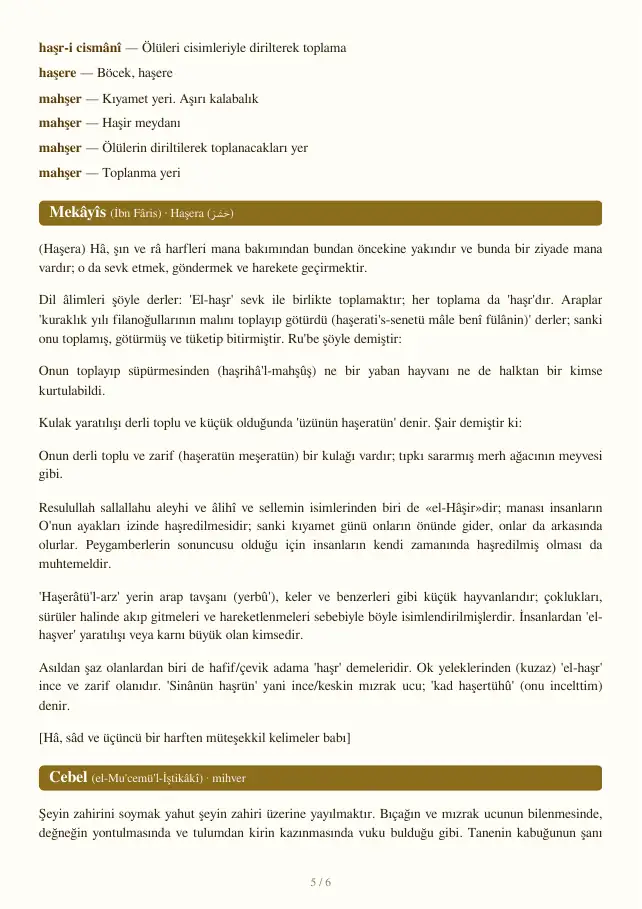 haşr-i cismânî — Ölüleri cisimleriyle dirilterek toplama
haşere — Böcek, haşere
mahşer — Kıyamet yeri. Aşırı kalabalık
mahşer — Haşir meydanı
mahşer — Ölülerin diriltilerek toplanacakları yer
mahşer — Toplanma yeri
Mekâyîs (İbn Fâris) · Haşera (حَشَرَ)
(Haşera) Hâ, şın ve râ harfleri mana bakımından bundan öncekine yakındır ve bunda bir ziyade mana
vardır; o da sevk etmek, göndermek ve harekete geçirmektir.
Dil âlimleri şöyle derler: 'El-haşr' sevk ile birlikte toplamaktır; her toplama da 'haşr'dır. Araplar
'kuraklık yılı filanoğullarının malını toplayıp götürdü (haşerati's-senetü mâle benî fülânin)' derler; sanki
onu toplamış, götürmüş ve tüketip bitirmiştir. Ru'be şöyle demiştir:
Onun toplayıp süpürmesinden (haşrihâ'l-mahşûş) ne bir yaban hayvanı ne de halktan bir kimse
kurtulabildi.
Kulak yaratılışı derli toplu ve küçük olduğunda 'üzünün haşeratün' denir. Şair demiştir ki:
Onun derli toplu ve zarif (haşeratün meşeratün) bir kulağı vardır; tıpkı sararmış merh ağacının meyvesi
gibi.
Resulullah sallallahu aleyhi ve âlihî ve sellemin isimlerinden biri de «el-Hâşir»dir; manası insanların
O'nun ayakları izinde haşredilmesidir; sanki kıyamet günü onların önünde gider, onlar da arkasında
olurlar. Peygamberlerin sonuncusu olduğu için insanların kendi zamanında haşredilmiş olması da
muhtemeldir.
'Haşerâtü'l-arz' yerin arap tavşanı (yerbû'), keler ve benzerleri gibi küçük hayvanlarıdır; çoklukları,
sürüler halinde akıp gitmeleri ve hareketlenmeleri sebebiyle böyle isimlendirilmişlerdir. İnsanlardan 'el-
haşver' yaratılışı veya karnı büyük olan kimsedir.
Asıldan şaz olanlardan biri de hafif/çevik adama 'haşr' demeleridir. Ok yeleklerinden (kuzaz) 'el-haşr'
ince ve zarif olanıdır. 'Sinânün haşrün' yani ince/keskin mızrak ucu; 'kad haşertühû' (onu incelttim)
denir.
[Hâ, sâd ve üçüncü bir harften müteşekkil kelimeler babı]
Cebel (el-Mu'cemü'l-İştikâkî) · mihver
Şeyin zahirini soymak yahut şeyin zahiri üzerine yayılmaktır. Bıçağın ve mızrak ucunun bilenmesinde,
değneğin yontulmasında ve tulumdan kirin kazınmasında vuku bulduğu gibi. Tanenin kabuğunun şanı
5 / 6